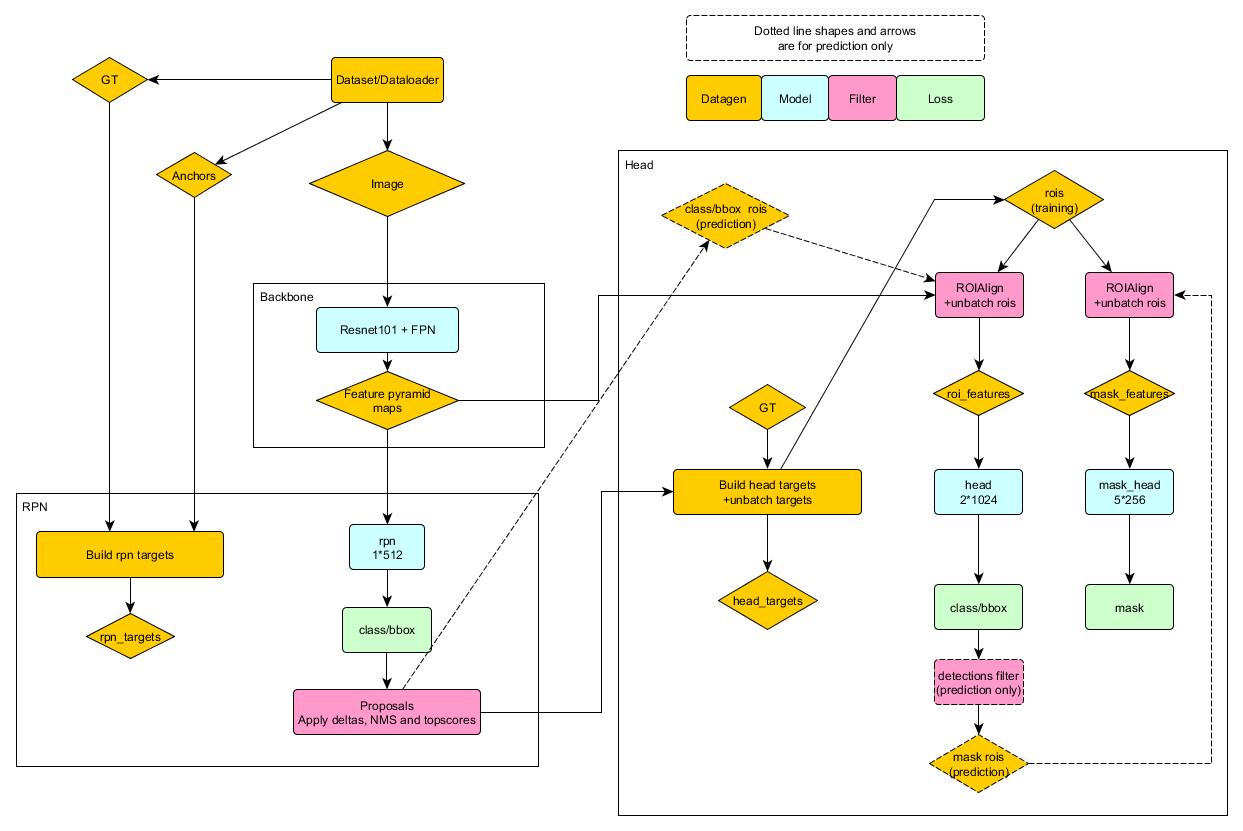 Dotted line shapes and arrows
are for prediction only
GT
Dataset/Dataloader
Datagen
Model
Filter
Loss
Anchors
Image
Head
class/bbox rois
(prediction)
rois
(training)
Backbone
Resnet101 + FPN
ROIAlign
+unbatch rois
ROIAlign
+unbatch rois
Feature pyramid
maps
GT
roi_features
mask_features
Build head targets
+unbatch targets
head
2*1024
mask_head
5*256
RPN
Build rpn targets
rpn
1*512
rpn_targets
class/bbox
head_targets
class/bbox
mask
Proposals
Apply deltas, NMS and topscores
detections filter
(prediction only)
mask rois
(prediction)